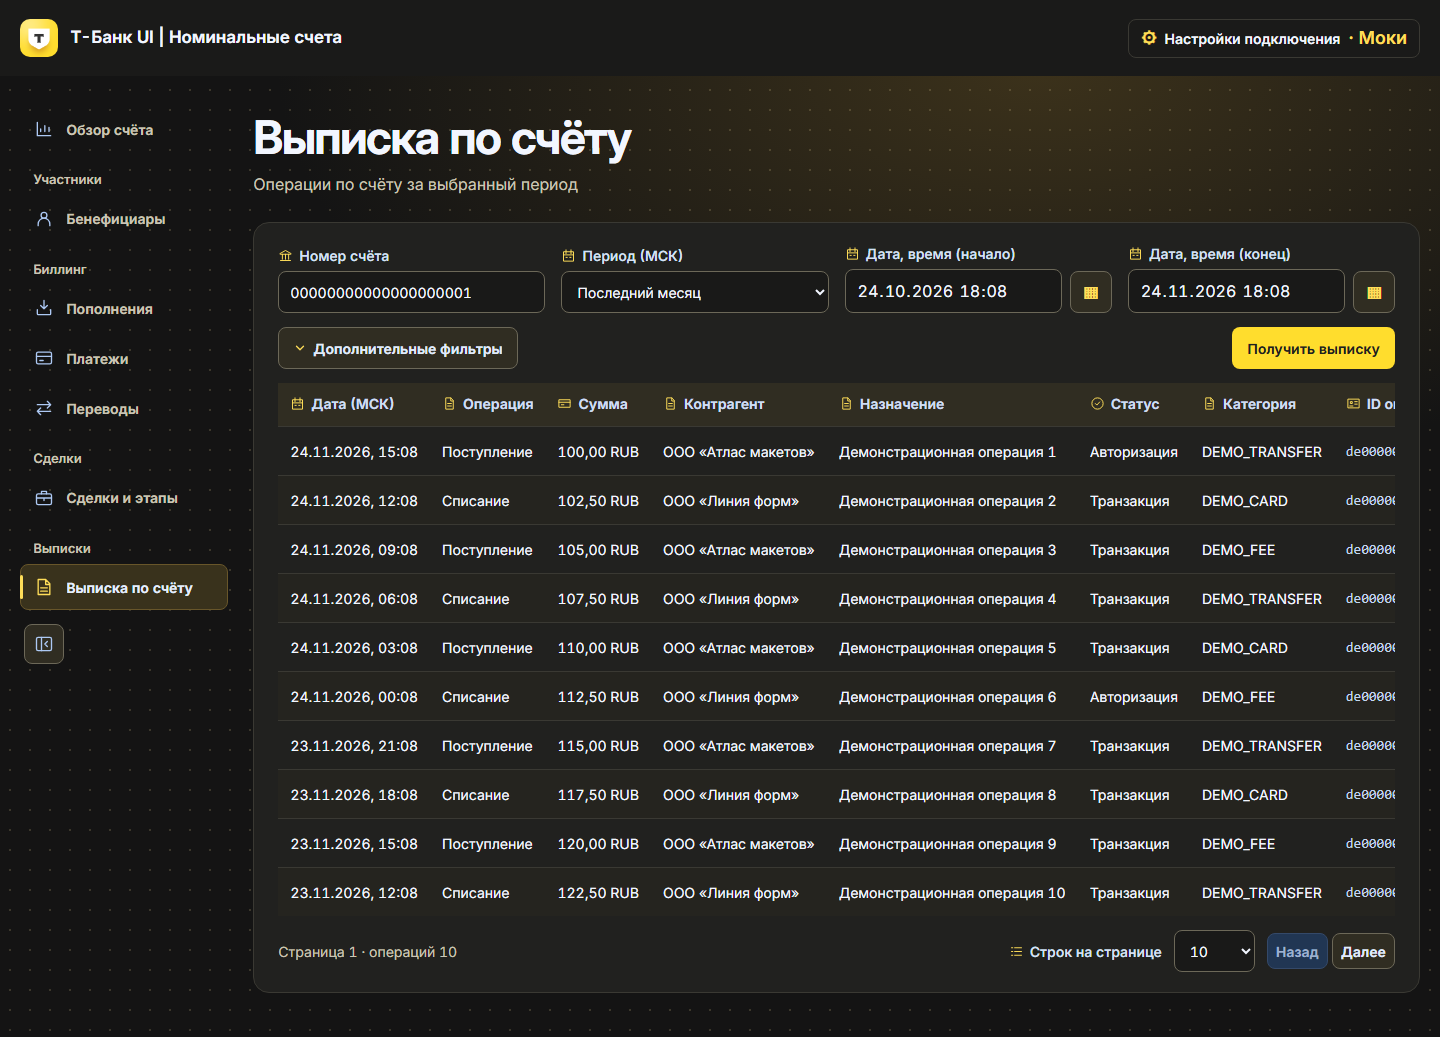 Т-Банк UI | Номинальные счета
Настройки подключения · Моки
Обзор счёта
Участники
Бенефициары
Биллинг
Пополнения
Платежи
Переводы
Сделки
Сделки и этапы
Выписки
Выписка по счёту
Выписка по счёту
Операции по счёту за выбранный период
Номер счёта Период (МСК) Дата, время (начало) Дата, время (конец)
00000000000000000001 Последний месяц 24.10.2026 18:08 24.11.2026 18:08
Дополнительные фильтры Получить выписку
Дата (МСК) Операция Сумма Контрагент Назначение Статус Категория ID
24.11.2026, 15:08 Поступление 100,00 RUB ООО «Атлас макетов» Демонстрационная операция 1 Авторизация DEMO_TRANSFER de0000
24.11.2026, 12:08 Списание 102,50 RUB ООО «Линия форм» Демонстрационная операция 2 Транзакция DEMO_CARD de0000
24.11.2026, 09:08 Поступление 105,00 RUB ООО «Атлас макетов» Демонстрационная операция 3 Транзакция DEMO_FEE de0000
24.11.2026, 06:08 Списание 107,50 RUB ООО «Линия форм» Демонстрационная операция 4 Транзакция DEMO_TRANSFER de0000
24.11.2026, 03:08 Поступление 110,00 RUB ООО «Атлас макетов» Демонстрационная операция 5 Транзакция DEMO_CARD de0000
24.11.2026, 00:08 Списание 112,50 RUB ООО «Линия форм» Демонстрационная операция 6 Авторизация DEMO_FEE de0000
23.11.2026, 21:08 Поступление 115,00 RUB ООО «Атлас макетов» Демонстрационная операция 7 Транзакция DEMO_TRANSFER de0000
23.11.2026, 18:08 Списание 117,50 RUB ООО «Линия форм» Демонстрационная операция 8 Транзакция DEMO_CARD de0000
23.11.2026, 15:08 Поступление 120,00 RUB ООО «Атлас макетов» Демонстрационная операция 9 Транзакция DEMO_FEE de0000
23.11.2026, 12:08 Списание 122,50 RUB ООО «Линия форм» Демонстрационная операция 10 Транзакция DEMO_TRANSFER de0000
Страница 1 · операций 10 Строк на странице 10 Назад Далее